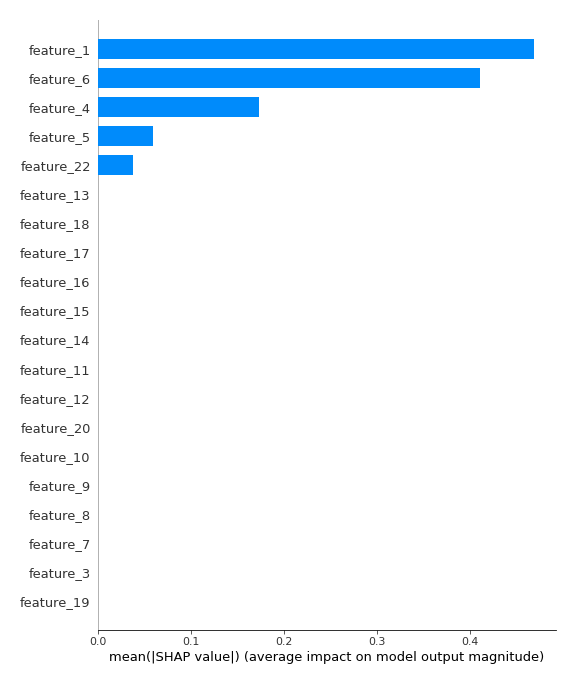 feature_1
feature_6
feature_4
feature_5
feature_22
feature_13
feature_18
feature_17
feature_16
feature_15
feature_14
feature_11
feature_12
feature_20
feature_10
feature_9
feature_8
feature_7
feature_3
feature_19
0.0 0.1 0.2 0.3 0.4
mean(|SHAP value|) (average impact on model output magnitude)